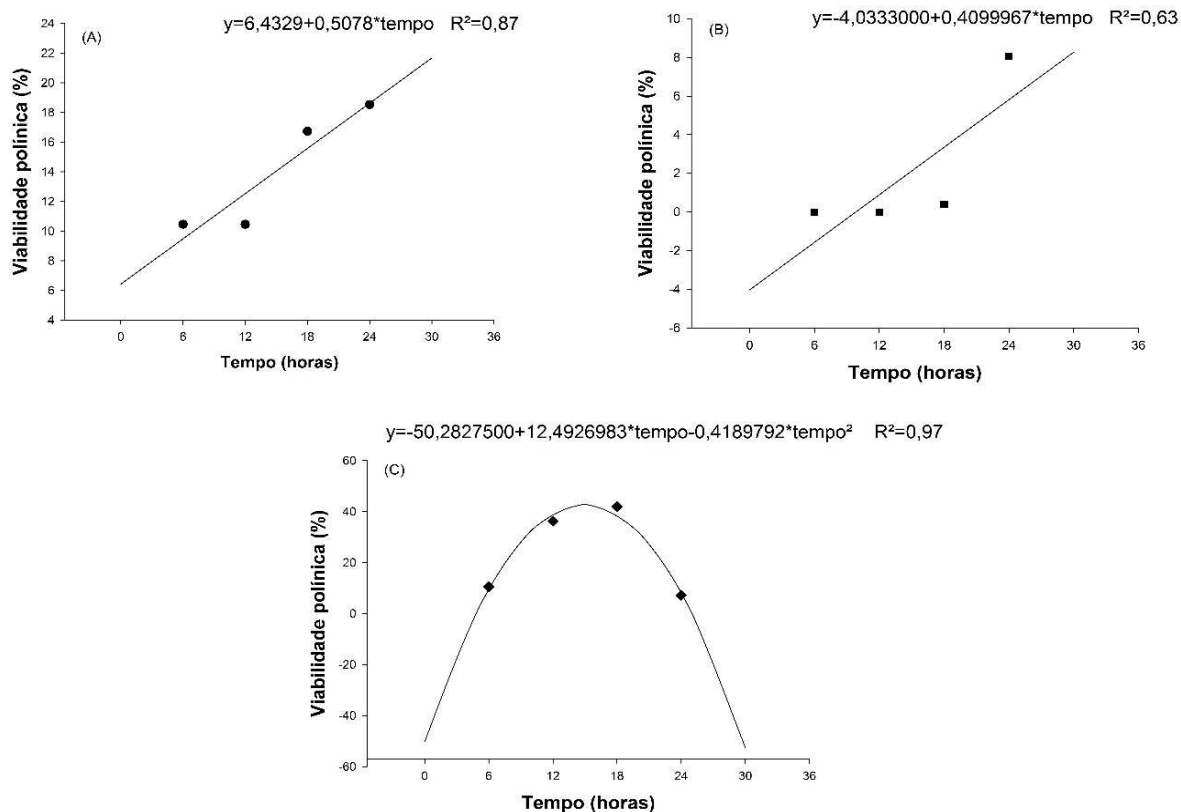 y=6,4329+0,5078*tempo R²=0,87
(A)
Viabilidade polínica (%)
24
22
20
18
16
14
12
10
8
6
4
0 6 12 18 24 30 36
Tempo (horas)
y=-4,0333000+0,4099967*tempo R²=0,63
(B)
Viabilidade polínica (%)
10
8
6
4
2
0
-2
-4
-6
0 6 12 18 24 30 36
Tempo (horas)
y=-50,2827500+12,4926983*tempo-0,4189792*tempo² R²=0,97
(C)
Viabilidade polínica (%)
60
40
20
0
-20
-40
-60
0 6 12 18 24 30 36
Tempo (horas)